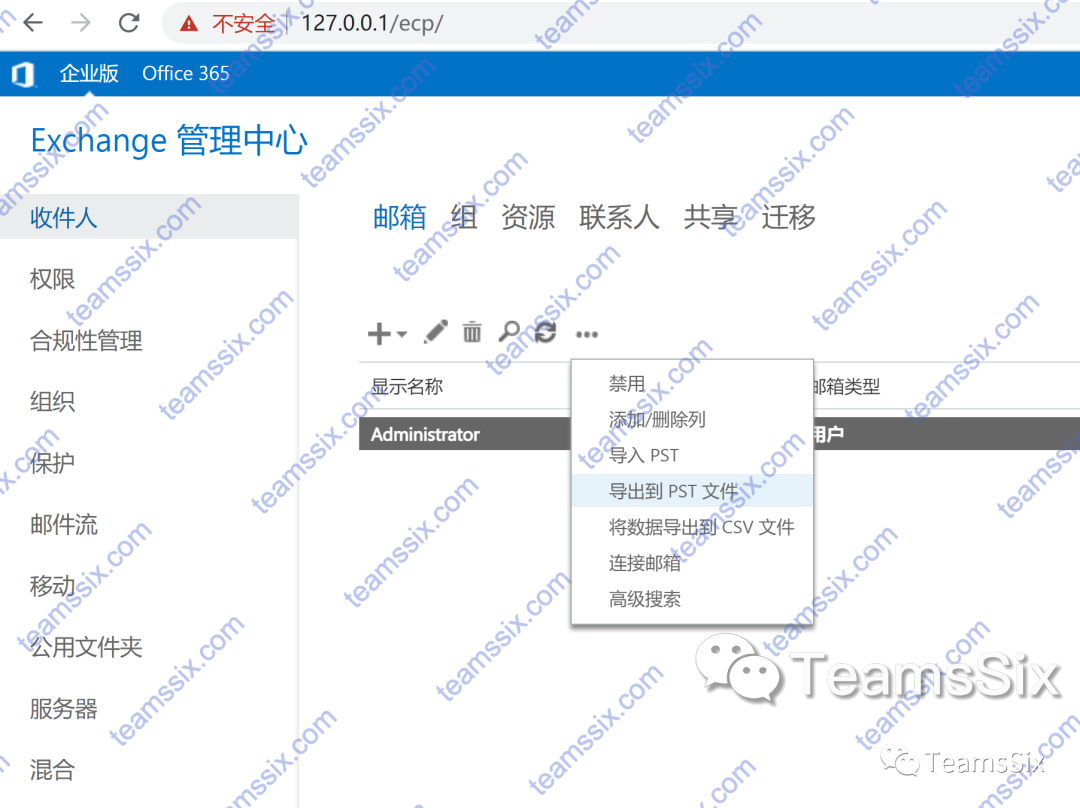 不安全 127.0.0.1/ecp/
企业版 Office 365
Exchange 管理中心
收件人
权限
合规性管理
组织
保护
邮件流
移动
公用文件夹
服务器
混合
邮箱 组 资源 联系人 共享 迁移
显示名称 邮箱类型
Administrator 用户
禁用
添加/删除列
导入 PST
导出到 PST 文件
将数据导出到 CSV 文件
连接邮箱
高级搜索
TeamsSix
TeamsSix
teamssix.com